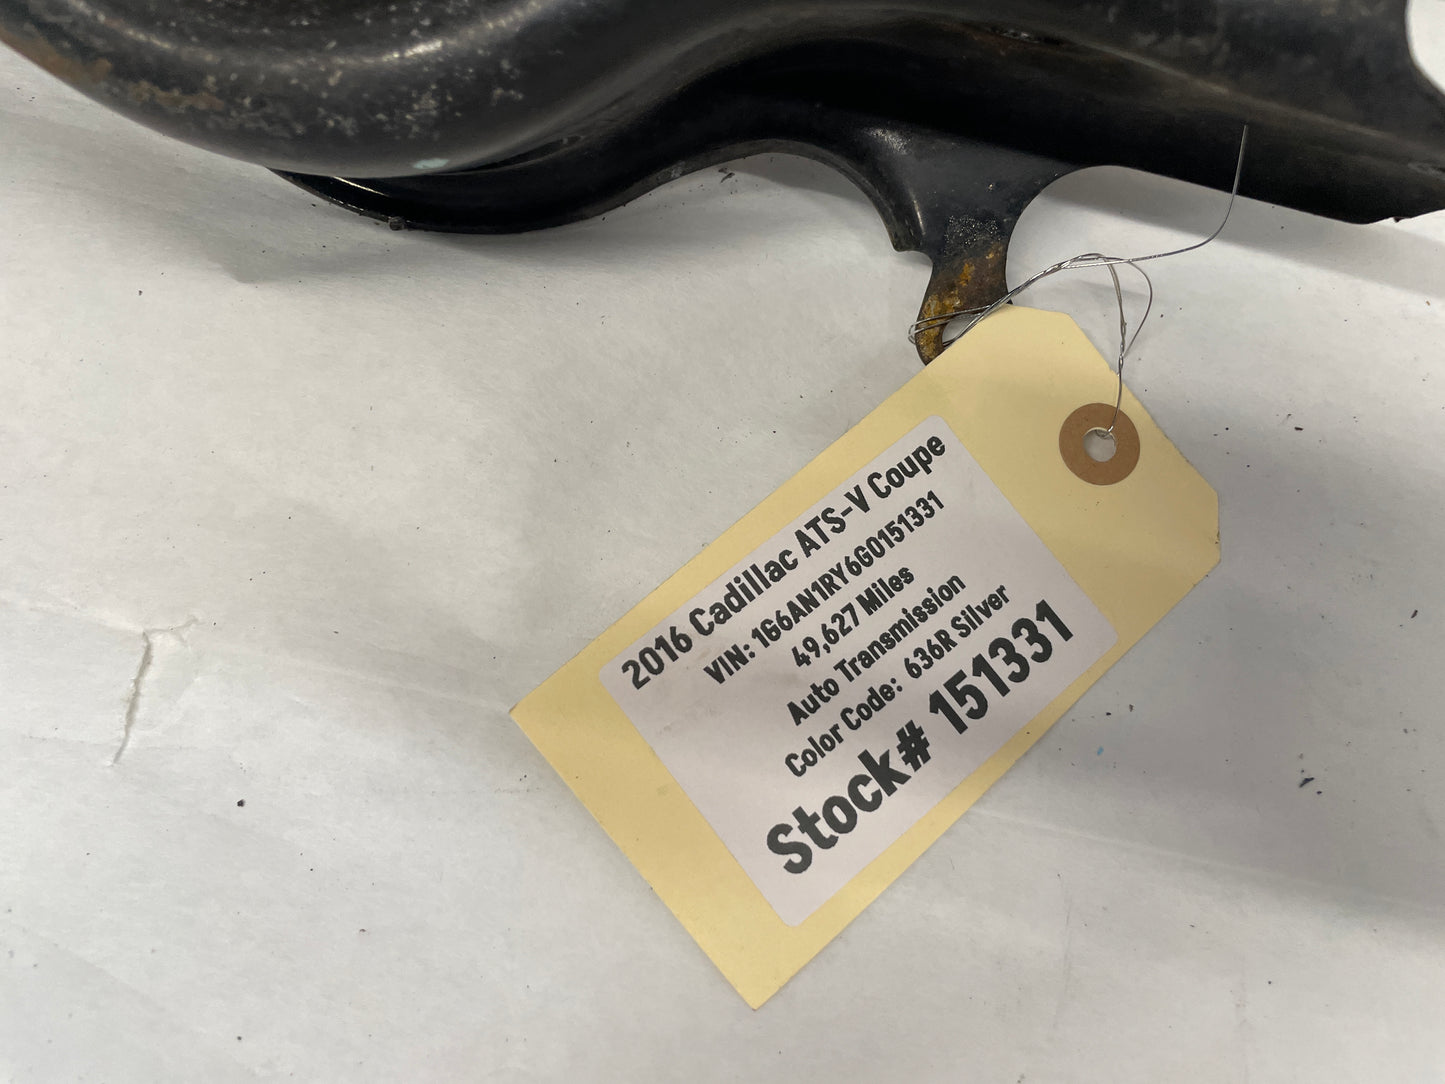 2016 Cadillac ATS-V Coupe
VIN: 1G6AN1RY6G0151331
49,627 Miles
Auto Transmission
Color Code: 636R Silver
Stock# 151331